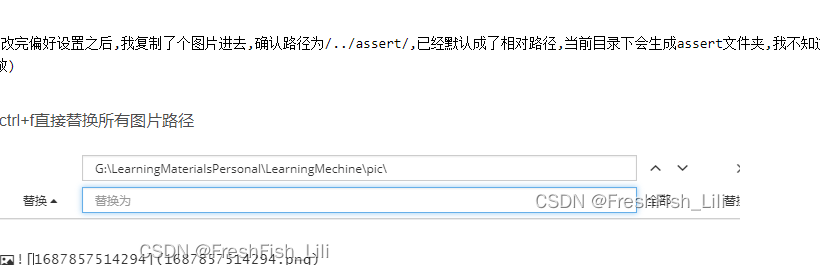 改完偏好设置之后,我复制了个图片进去,确认路径为/../assert/,已经默认成了相对路径,当前目录下会生成assert文件夹,我不知
ctrl+f直接替换所有图片路径
G:\LearningMaterialsPersonal\LearningMechine\pic\
替换 替换为 全部 替换
CSDN @FreshFish_Lili
CSDN @FreshFish_Lili
![1687857514294](1687857514294.png)